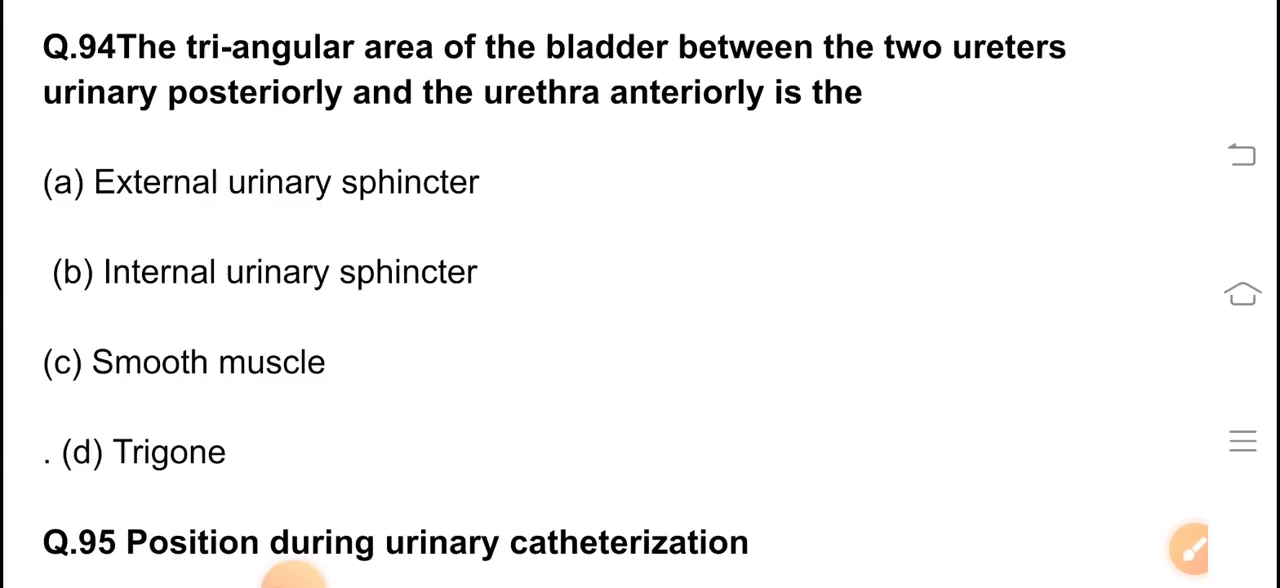 Q.94The tri-angular area of the bladder between the two ureters
urinary posteriorly and the urethra anteriorly is the
(a) External urinary sphincter
(b) Internal urinary sphincter
(c) Smooth muscle
. (d) Trigone
Q.95 Position during urinary catheterization